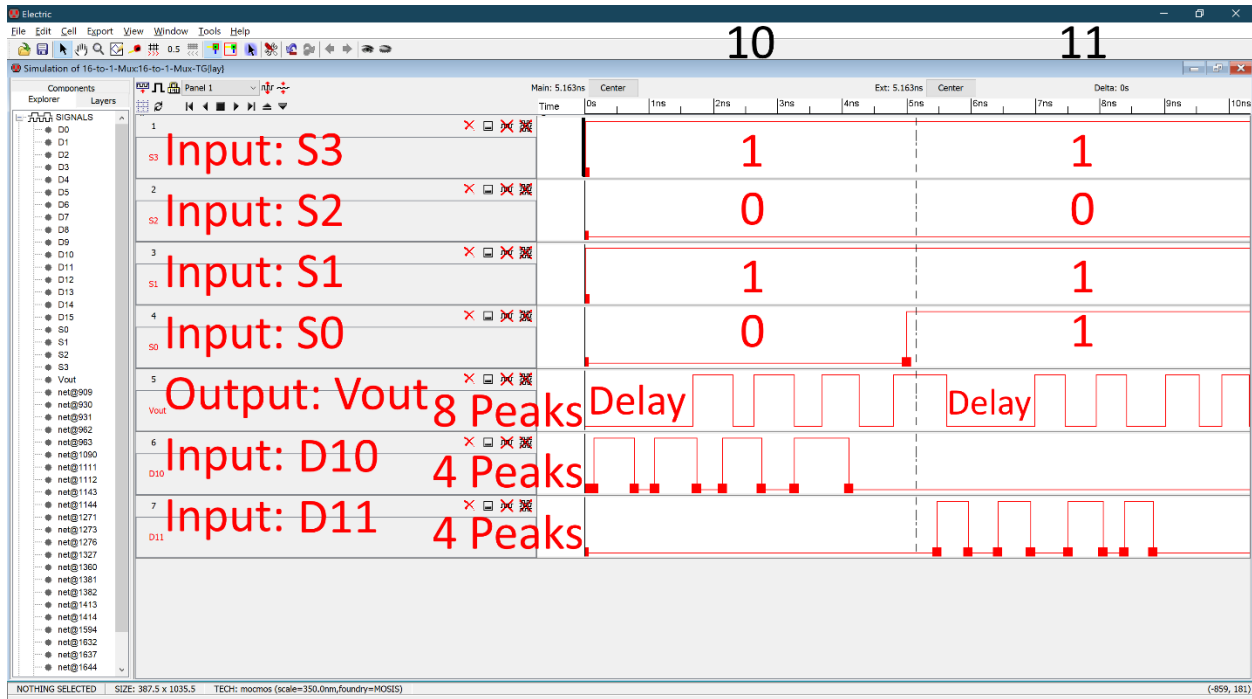 Electric
File Edit Cell Export View Window Tools Help
0.5
10 11
Simulation of 16-to-1-Mux:16-to-1-Mux-TG{lay}
Components
Explorer Layers
Panel 1
Main: 5.163ns Center Ext: 5.163ns Center Delta: 0s
Time 0s 1ns 2ns 3ns 4ns 5ns 6ns 7ns 8ns 9ns 10ns
SIGNALS
D0
D1
D2
D3
D4
D5
D6
D7
D8
D9
D10
D11
D12
D13
D14
D15
S0
S1
S2
S3
Vout
net@909
net@930
net@931
net@962
net@963
net@1090
net@1111
net@1112
net@1143
net@1144
net@1271
net@1273
net@1276
net@1327
net@1360
net@1381
net@1382
net@1413
net@1414
net@1594
net@1632
net@1637
net@1644
1
S3 Input: S3 1 1
2
S2 Input: S2 0 0
3
S1 Input: S1 1 1
4
S0 Input: S0 0 1
5
Vout Output: Vout 8 Peaks Delay Delay
6
D10 Input: D10 4 Peaks
7
D11 Input: D11 4 Peaks
NOTHING SELECTED SIZE: 387.5 x 1035.5 TECH: mocmos (scale=350.0nm,foundry=MOSIS) (-859, 181)